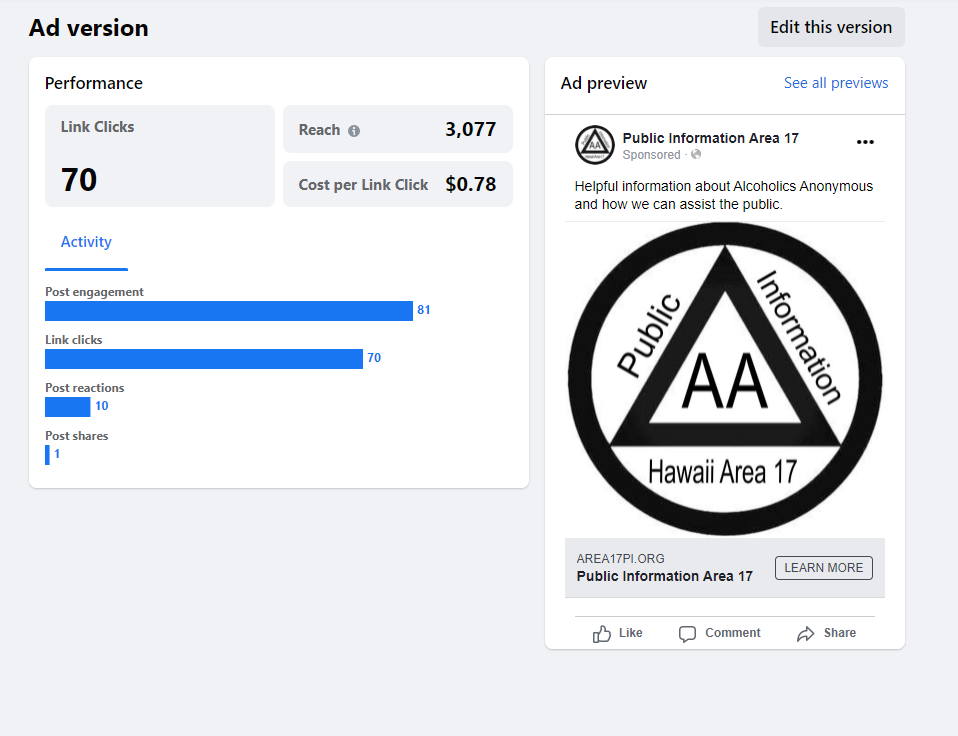 Ad version
Edit this version
Performance
Link Clicks
70
Reach
3,077
Cost per Link Click
$0.78
Activity
Post engagement
81
Link clicks
70
Post reactions
10
Post shares
1
Ad preview
See all previews
AA
Hawaii Area 17
Public Information Area 17
Sponsored ·
Helpful information about Alcoholics Anonymous
and how we can assist the public.
Public
Information
AA
Hawaii Area 17
AREA17PI.ORG
Public Information Area 17
LEARN MORE
Like
Comment
Share